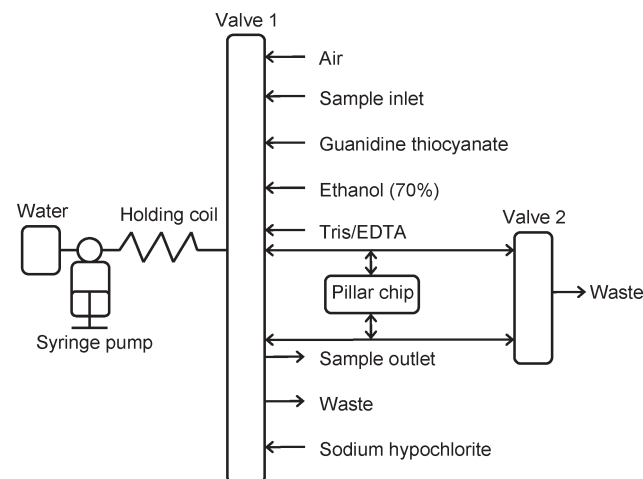 Valve 1
Air
Sample inlet
Guanidine thiocyanate
Ethanol (70%)
Water
Holding coil
Tris/EDTA
Valve 2
Pillar chip
Waste
Syringe pump
Sample outlet
Waste
Sodium hypochlorite